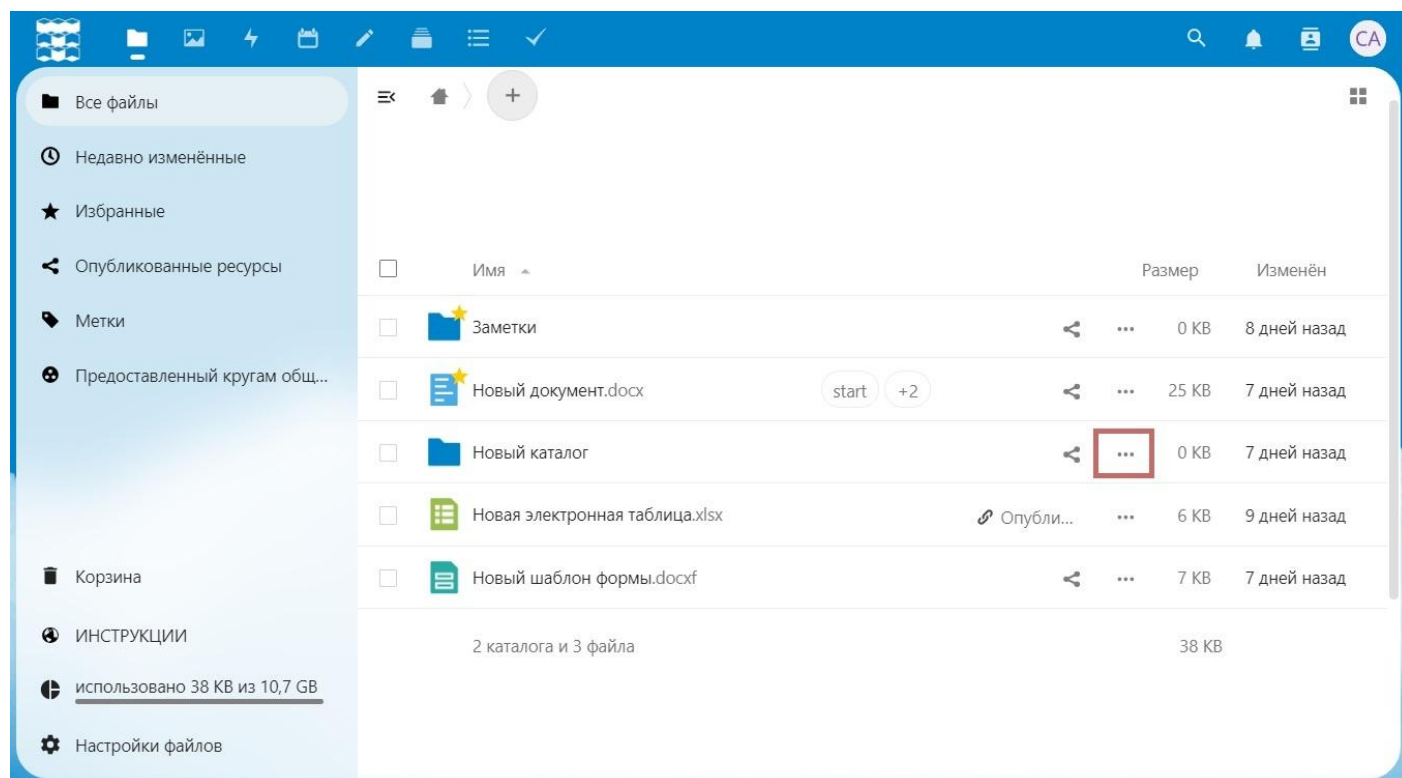 CA
Все файлы
Недавно изменённые
Избранные
Опубликованные ресурсы
Метки
Предоставленный кругам общ...
Корзина
ИНСТРУКЦИИ
использовано 38 KB из 10,7 GB
Настройки файлов
Имя Размер Изменён
Заметки 0 KB 8 дней назад
Новый документ.docx start +2 25 KB 7 дней назад
Новый каталог 0 KB 7 дней назад
Новая электронная таблица.xlsx Опубли... 6 KB 9 дней назад
Новый шаблон формы.docxf 7 KB 7 дней назад
2 каталога и 3 файла 38 KB